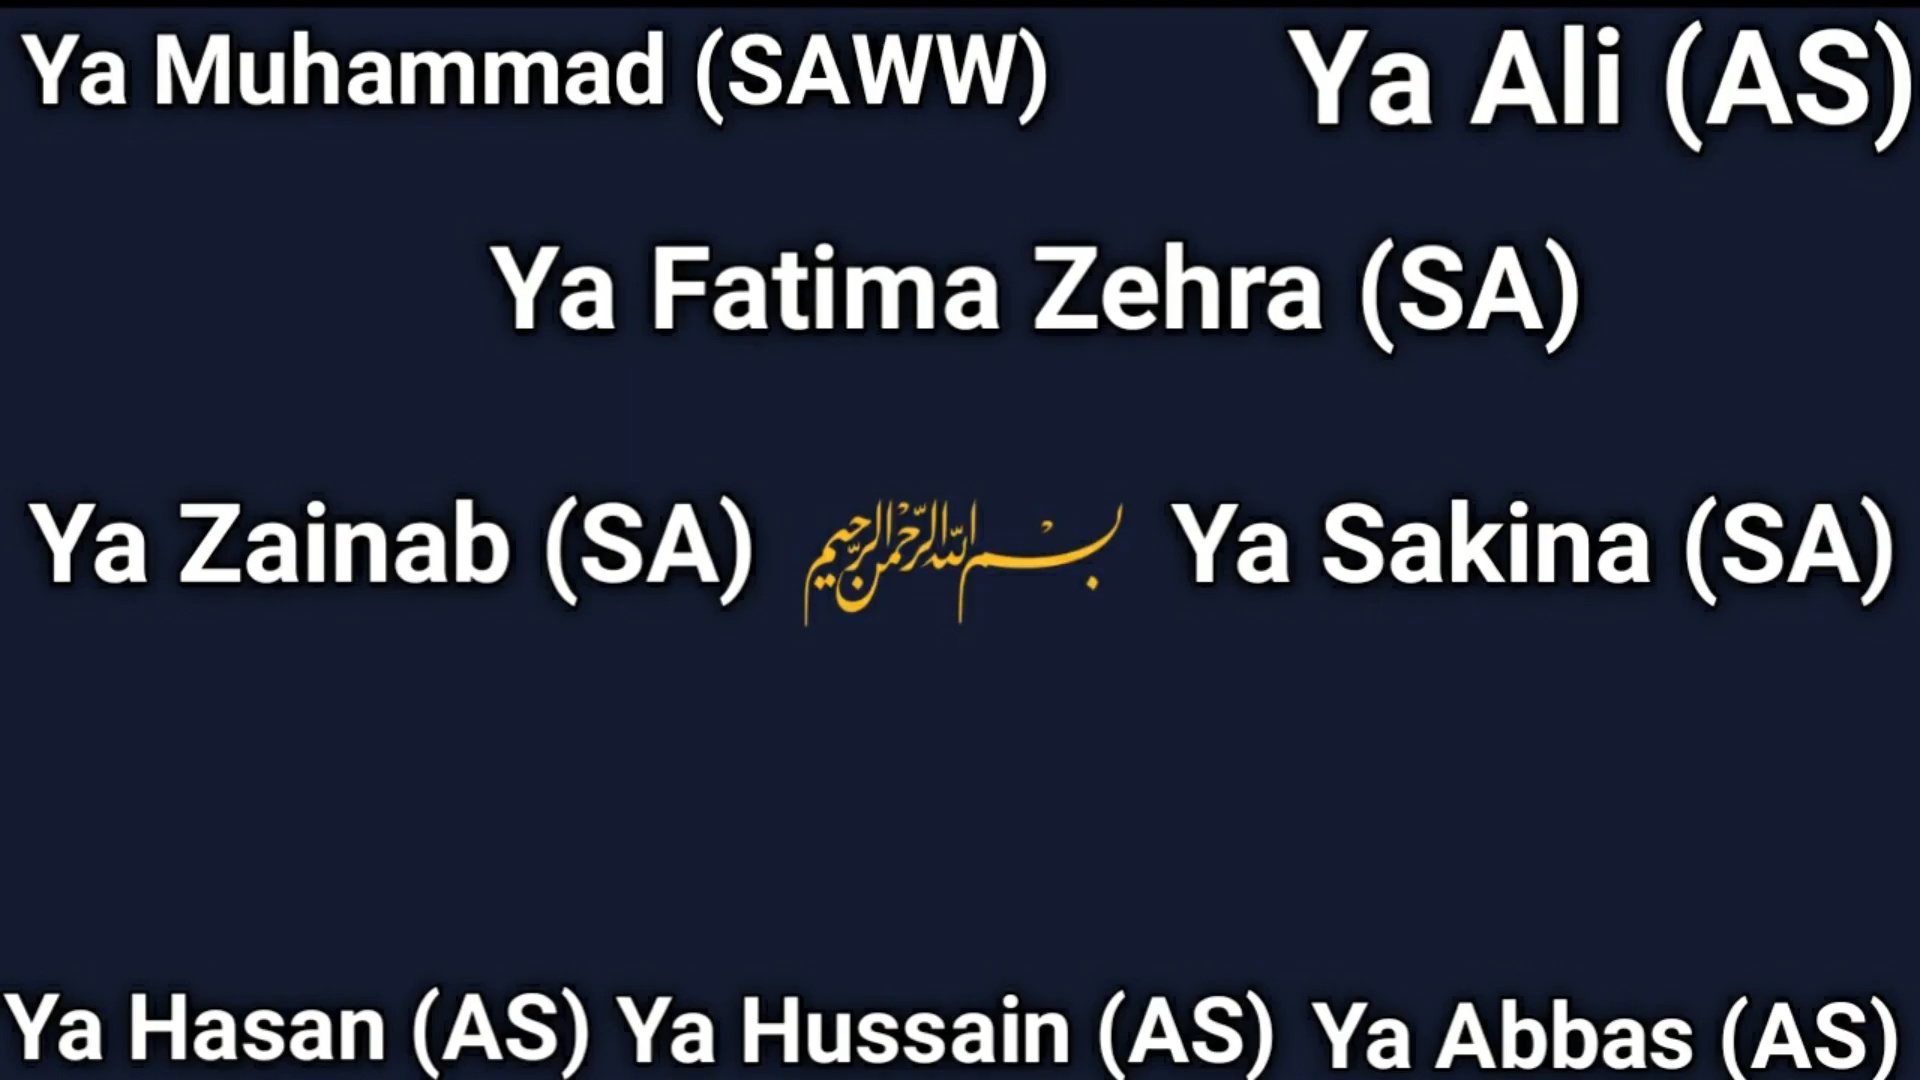 Ya Muhammad (SAWW) Ya Ali (AS)
Ya Fatima Zehra (SA)
Ya Zainab (SA) بسم الله الرحمن الرحيم Ya Sakina (SA)
Ya Hasan (AS) Ya Hussain (AS) Ya Abbas (AS)